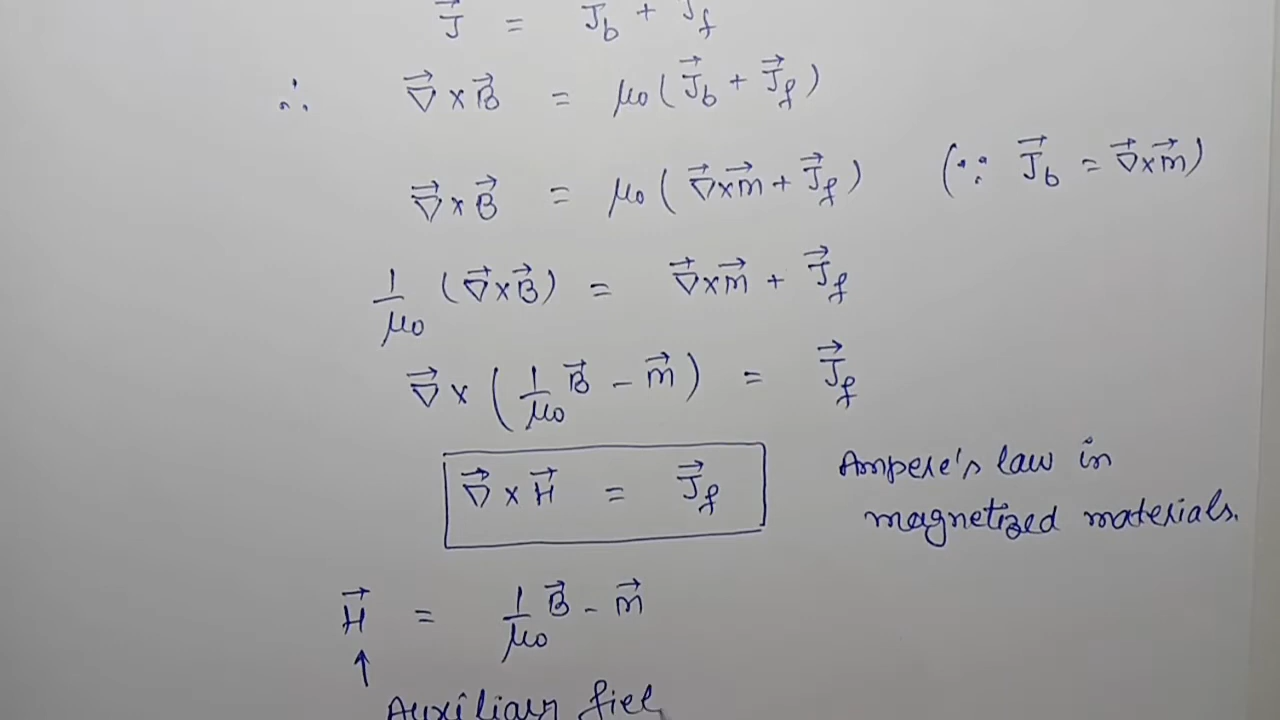 J⃗ = J⃗b + J⃗f
∴ ∇⃗ × B⃗ = μ₀ ( J⃗b + J⃗f )
∇⃗ × B⃗ = μ₀ ( ∇⃗ × m⃗ + J⃗f ) (∵ J⃗b = ∇⃗ × m⃗)
1/μ₀ ( ∇⃗ × B⃗ ) = ∇⃗ × m⃗ + J⃗f
∇⃗ × ( 1/μ₀ B⃗ - m⃗ ) = J⃗f
∇⃗ × H⃗ = J⃗f Ampere's law in
magnetized materials.
H⃗ = 1/μ₀ B⃗ - m⃗
↑
Auxiliary fiel